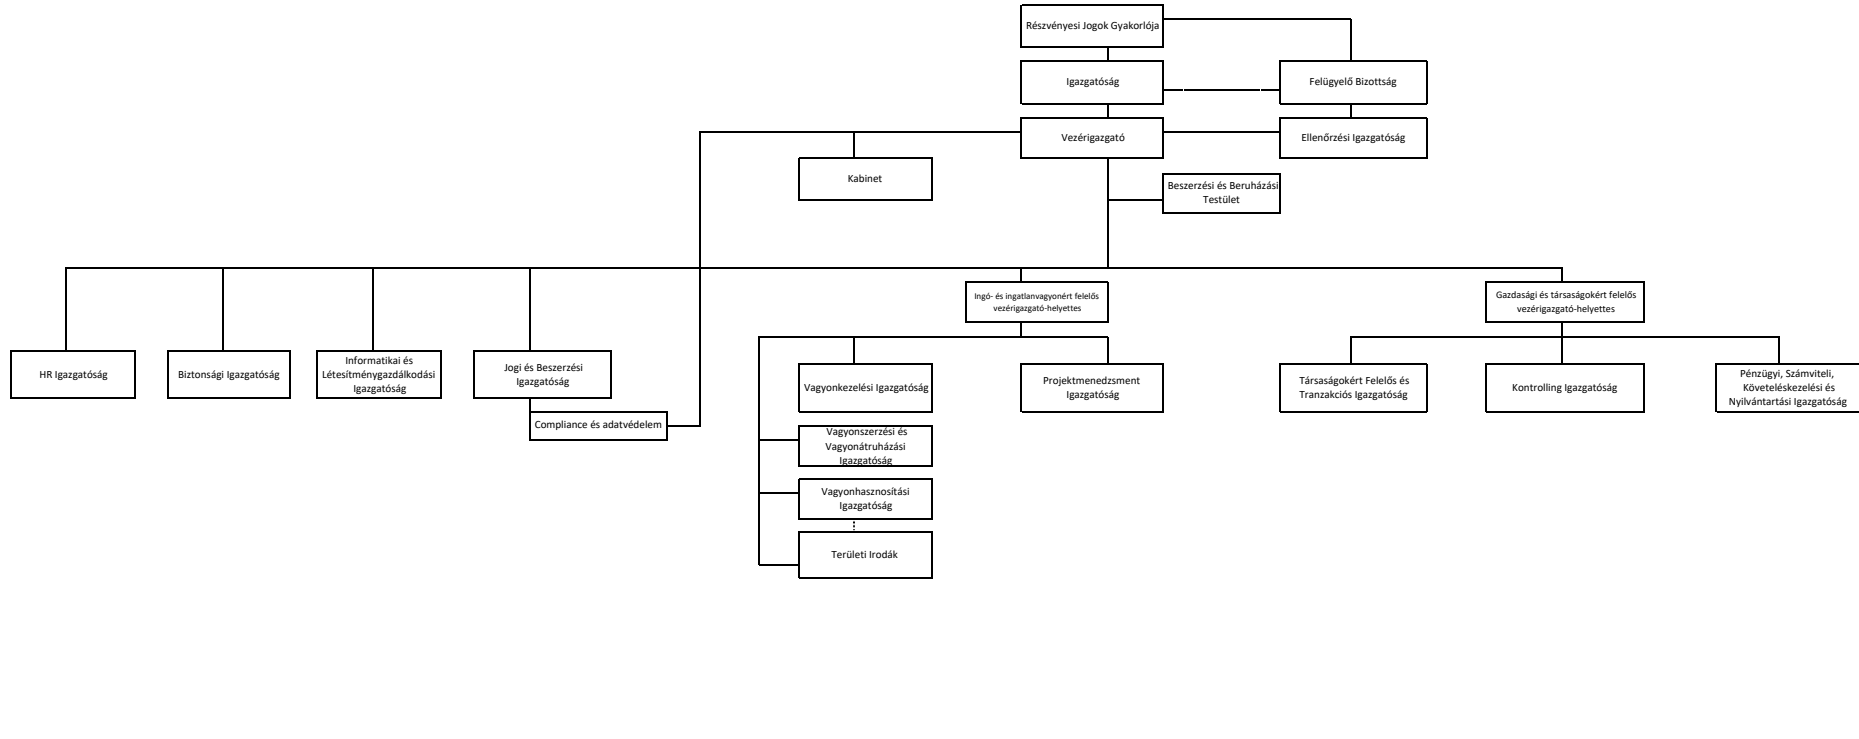 Részvényesi Jogok Gyakorlója
Igazgatóság
Felügyelő Bizottság
Vezérigazgató
Ellenőrzési Igazgatóság
Kabinet
Beszerzési és Beruházási
Testület
Ingó- és ingatlanvagyonért felelős
vezérigazgató-helyettes
Gazdasági és társaságokért felelős
vezérigazgató-helyettes
HR Igazgatóság
Biztonsági Igazgatóság
Informatikai és
Létesítménygazdálkodási
Igazgatóság
Jogi és Beszerzési
Igazgatóság
Compliance és adatvédelem
Vagyonkezelési Igazgatóság
Projektmenedzsment
Igazgatóság
Társaságokért Felelős és
Tranzakciós Igazgatóság
Kontrolling Igazgatóság
Pénzügyi, Számviteli,
Követeléskezelési és
Nyilvántartási Igazgatóság
Vagyonszerzési és
Vagyonátruházási
Igazgatóság
Vagyonhasznosítási
Igazgatóság
Területi Irodák